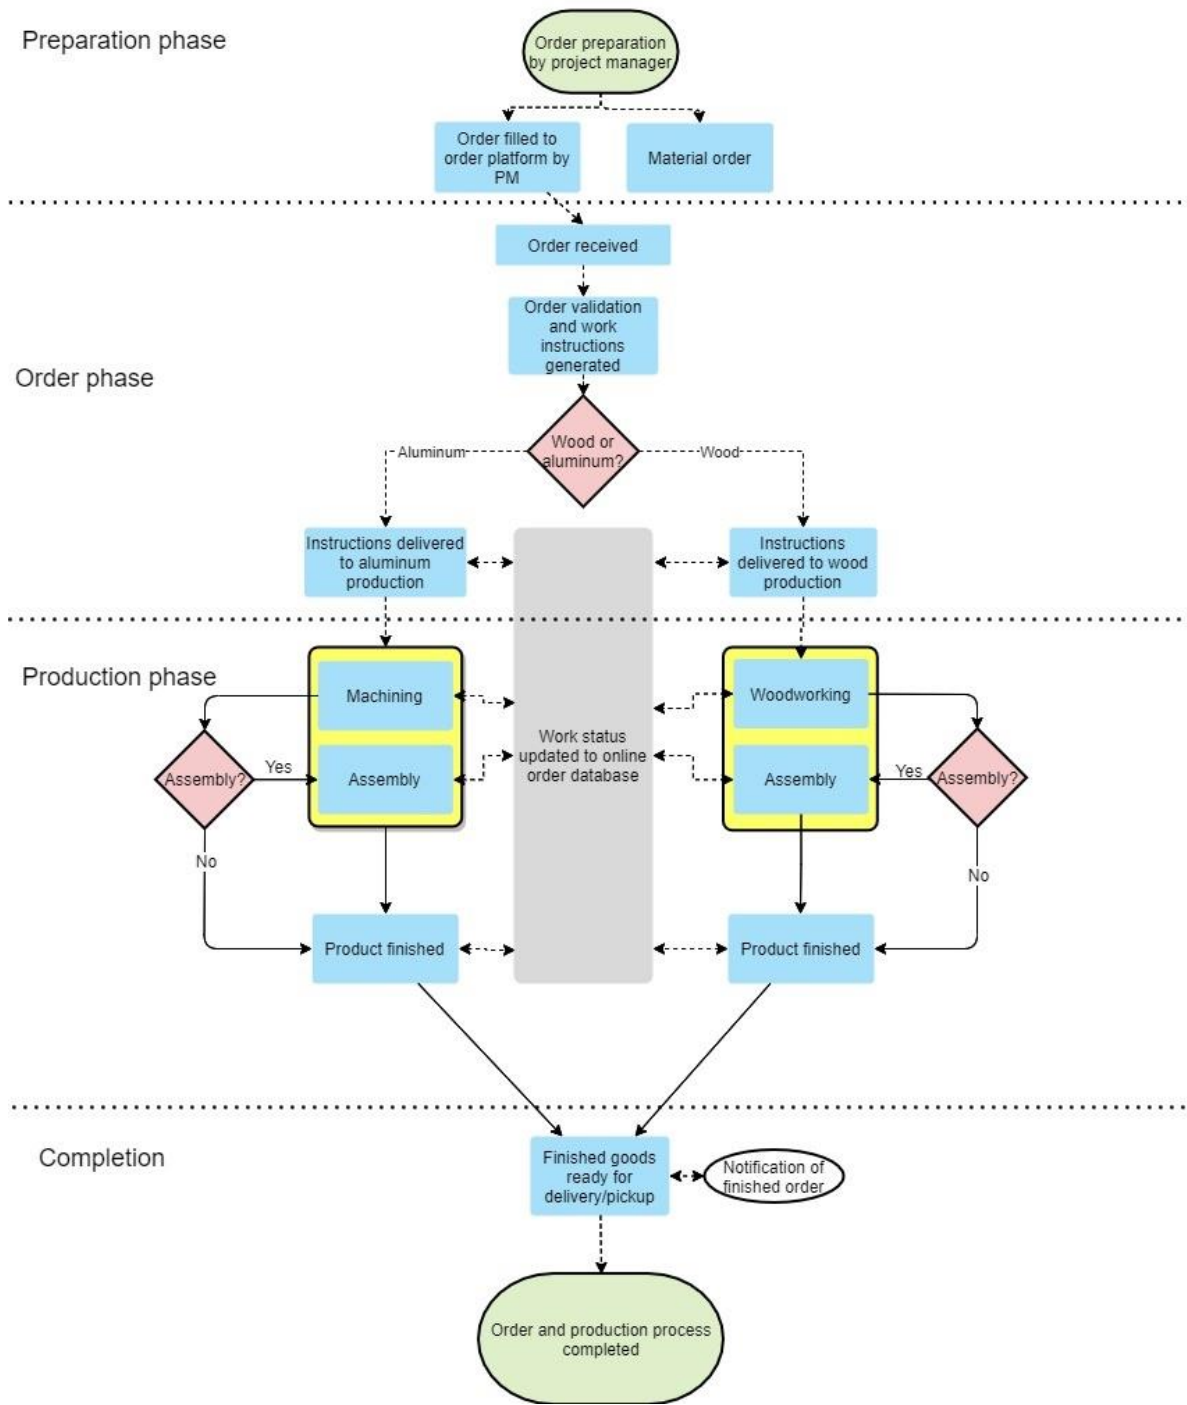 Preparation phase
Order preparation
by project manager
Order filled to
order platform by
PM
Material order
Order received
Order validation
and work
instructions
generated
Order phase
Wood or
aluminum?
Aluminum
Wood
Instructions delivered
to aluminum
production
Instructions
delivered to wood
production
Production phase
Machining
Woodworking
Work status
updated to online
order database
Assembly?
Yes
Assembly
Assembly
Yes
Assembly?
No
No
Product finished
Product finished
Completion
Finished goods
ready for
delivery/pickup
Notification of
finished order
Order and production process
completed